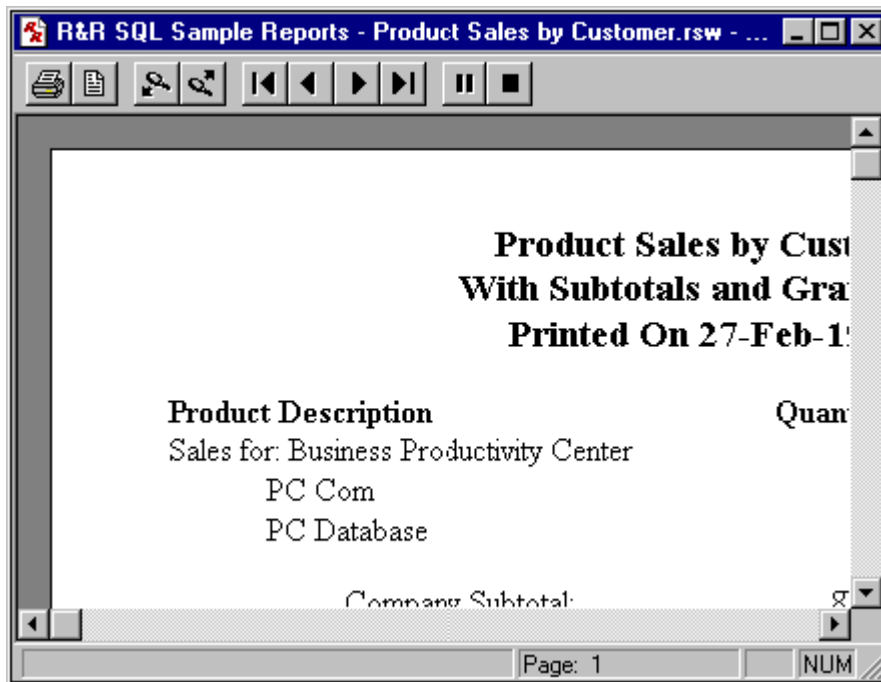 R&R SQL Sample Reports - Product Sales by Customer.rsw - ...
Product Sales by Cust
With Subtotals and Gra
Printed On 27-Feb-1
Product Description Quan
Sales for: Business Productivity Center
PC Com
PC Database
Company Subtotal:
Page: 1 NUM